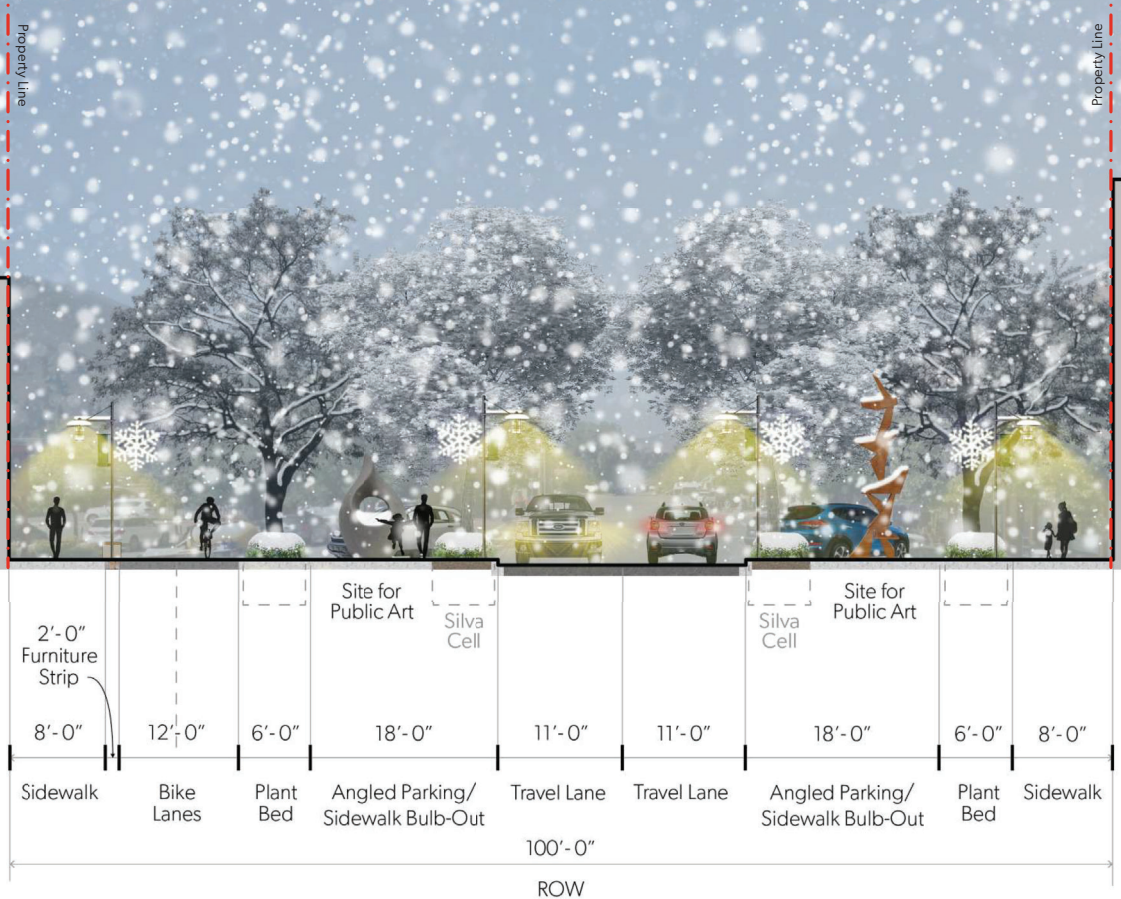 Property Line
Property Line
Site for
Public Art
Silva
Cell
Silva
Cell
Site for
Public Art
2’-0”
Furniture
Strip
8’-0”
12’-0”
6’-0”
18’-0”
11’-0”
11’-0”
18’-0”
6’-0”
8’-0”
Sidewalk
Bike
Lanes
Plant
Bed
Angled Parking/
Sidewalk Bulb-Out
Travel Lane
Travel Lane
Angled Parking/
Sidewalk Bulb-Out
Plant
Bed
Sidewalk
100’-0”
ROW